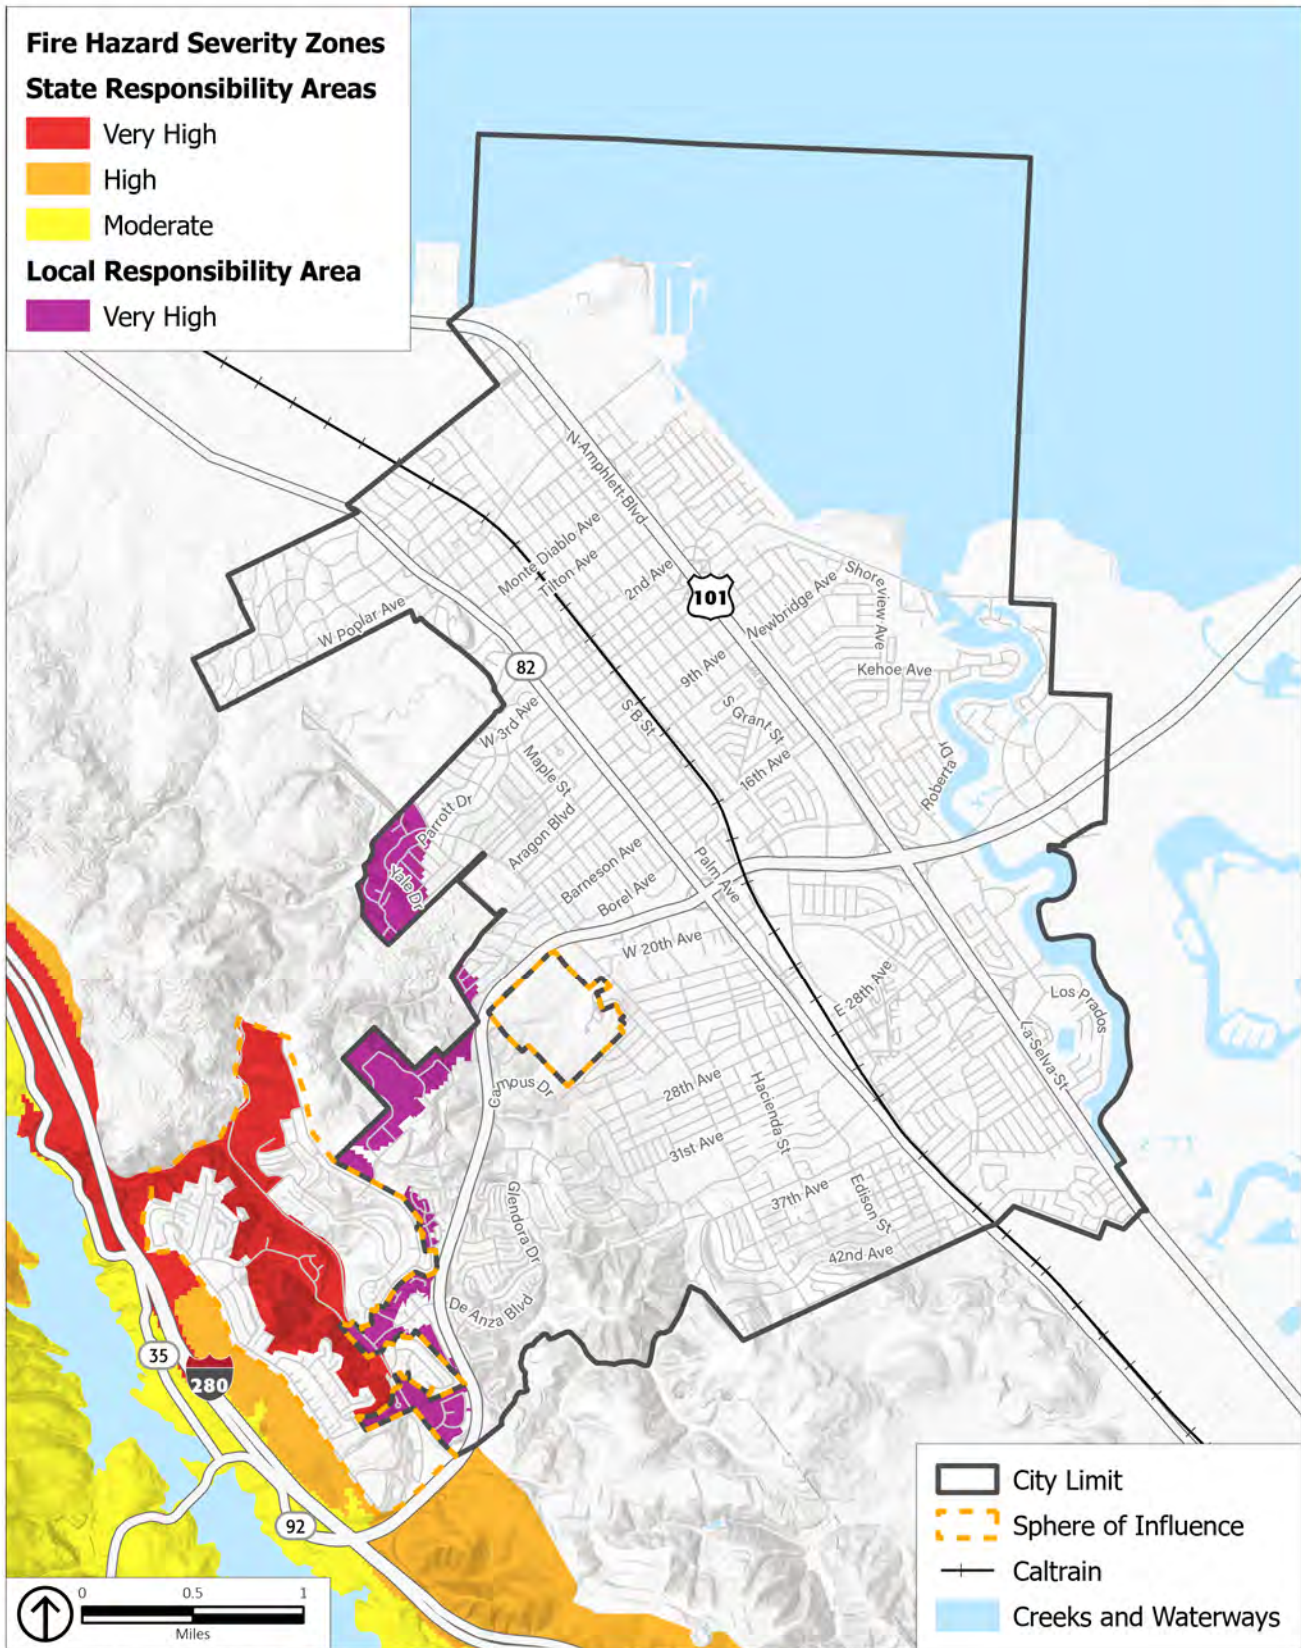 Fire Hazard Severity Zones
State Responsibility Areas
Very High
High
Moderate
Local Responsibility Area
Very High
N Amphlett Blvd
Monte Diablo Ave
Tilton Ave
2nd Ave
101
Shoreview Ave
Newbridge Ave
W Poplar Ave
82
9th Ave
Kehoe Ave
S B St
S Grant St
W 3rd Ave
Maple St
16th Ave
Roberta Dr
Parrott Dr
Aragon Blvd
Yale Dr
Barneson Ave
Palm Ave
Borel Ave
W 20th Ave
E 28th Ave
Los Prados
La Selva St
Campus Dr
28th Ave
Hacienda St
31st Ave
Glendora Dr
37th Ave
Edison St
42nd Ave
De Anza Blvd
35
280
92
City Limit
Sphere of Influence
Caltrain
Creeks and Waterways
0 0.5 1
Miles